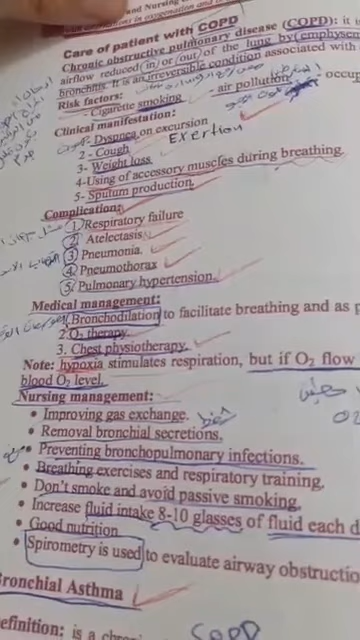 Care of patient with COPD
Chronic obstructive pulmonary disease (COPD): it i
airflow reduced in or out of the lung by (emphysem
bronchitis. It is an irreversible condition associated with
Risk factors:
- Cigarette smoking - air pollution - occup
Clinical manifestation:
1- Dyspnea on excursion Exertion
2 - Cough
3- Weight loss
4-Using of accessory muscles during breathing.
5- Sputum production.
Complication:
1 Respiratory failure
2 Atelectasis
3 Pneumonia.
4 Pneumothorax
5. Pulmonary hypertension.
Medical management:
Bronchodilation to facilitate breathing and as p
2. O2 therapy
3. Chest physiotherapy.
Note: hypoxia stimulates respiration, but if O2 flow
blood O2 level.
Nursing management:
• Improving gas exchange.
• Removal bronchial secretions.
• Preventing bronchopulmonary infections.
• Breathing exercises and respiratory training.
• Don't smoke and avoid passive smoking.
• Increase fluid intake 8-10 glasses of fluid each d
• Good nutrition
• Spirometry is used to evaluate airway obstructio
Bronchial Asthma
efinition: is a chro
COPD